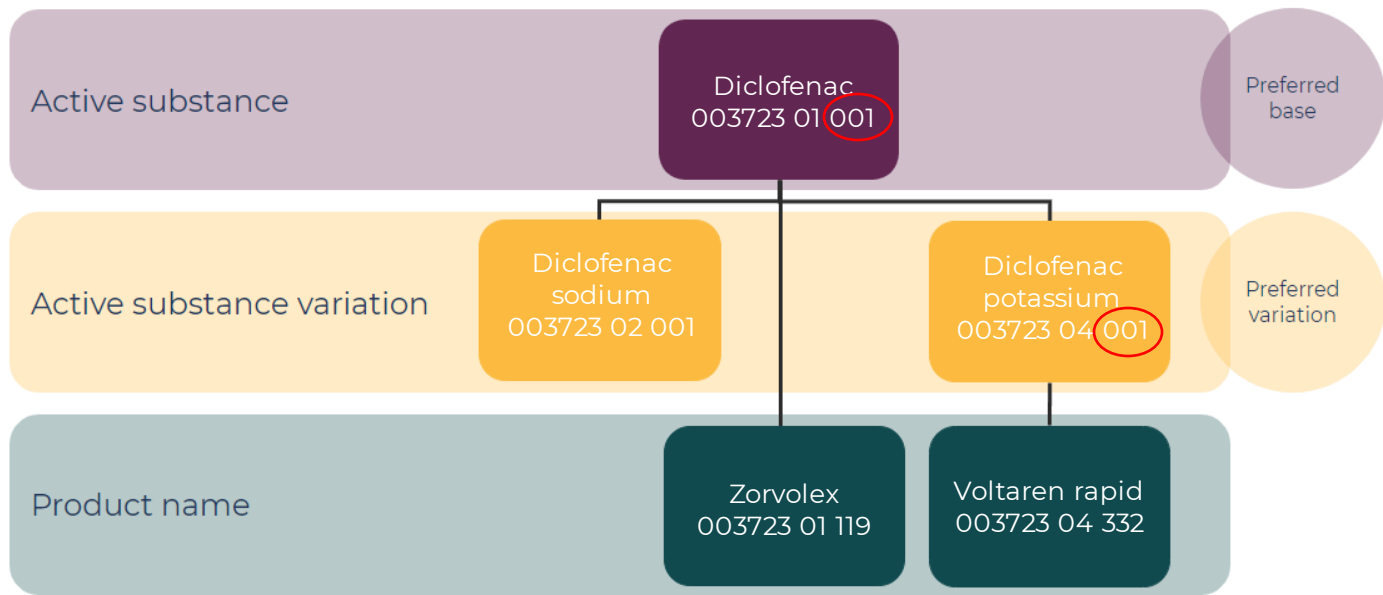 Active substance
Diclofenac
003723 01 001
Preferred
base
Active substance variation
Diclofenac
sodium
003723 02 001
Diclofenac
potassium
003723 04 001
Preferred
variation
Product name
Zorvolex
003723 01 119
Voltaren rapid
003723 04 332